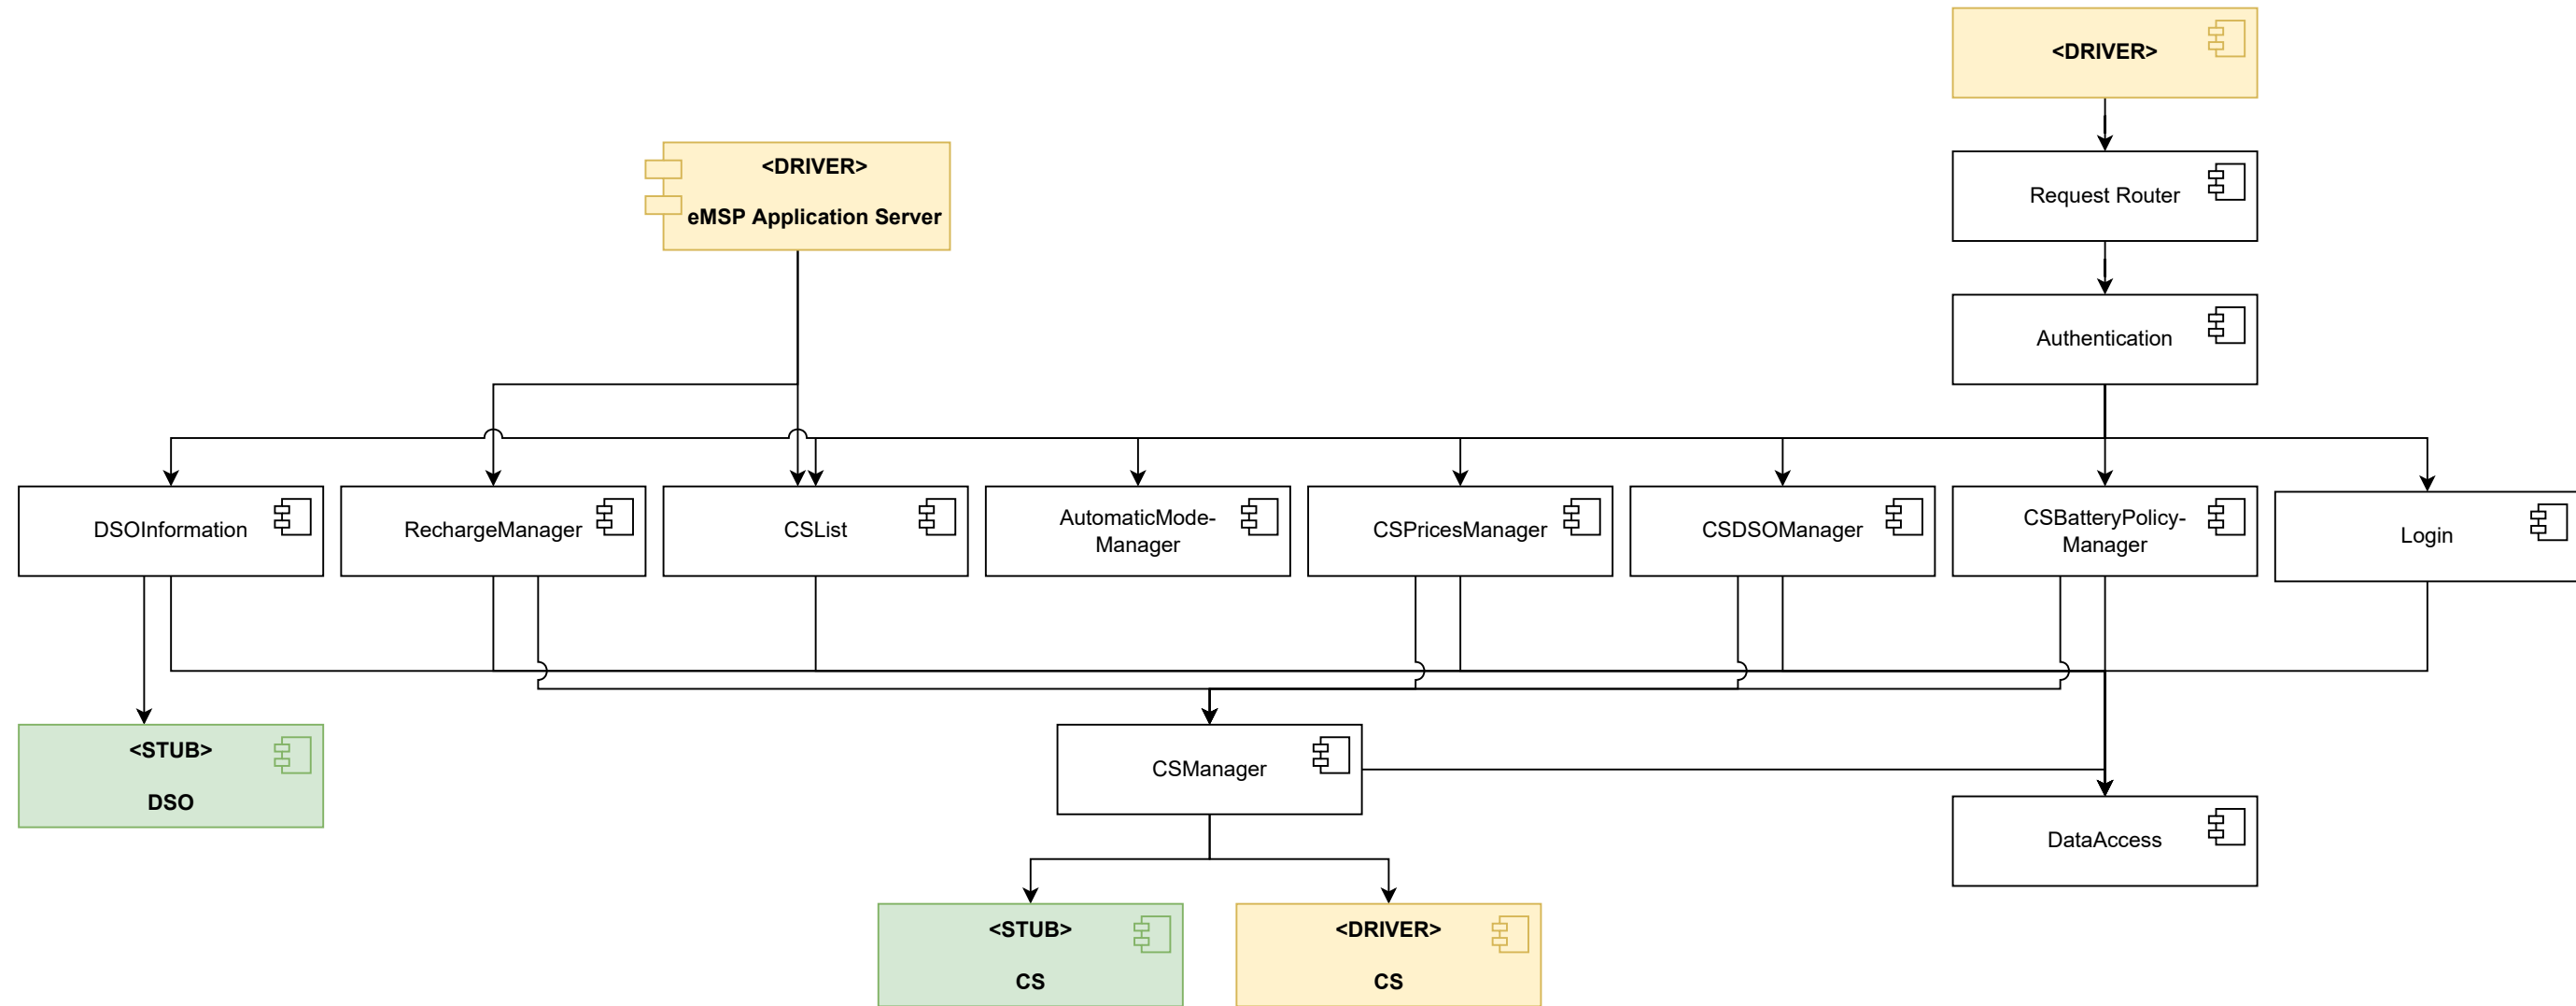 <DRIVER>
Request Router
<DRIVER>
eMSP Application Server
Authentication
DSOInformation
RechargeManager
CSList
AutomaticMode-
Manager
CSPricesManager
CSDSOManager
CSBatteryPolicy-
Manager
Login
<STUB>
DSO
CSManager
DataAccess
<STUB>
CS
<DRIVER>
CS